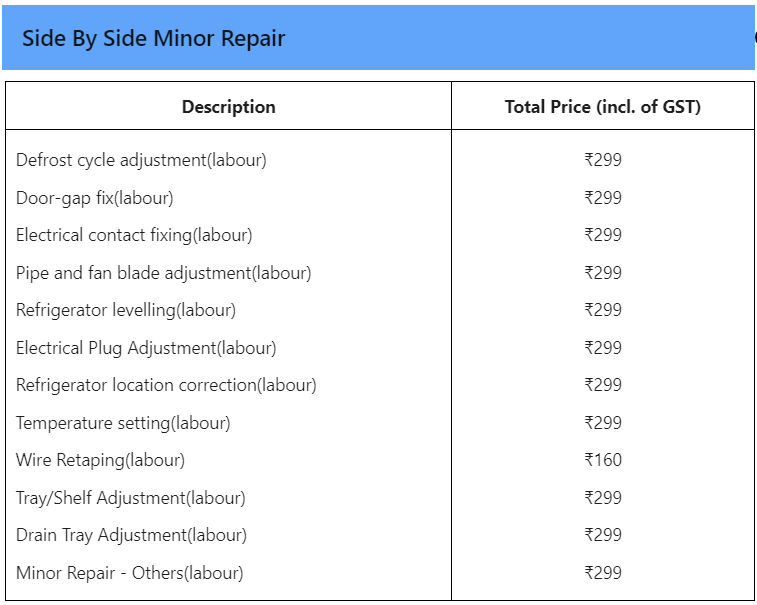 Side By Side Minor Repair
Description Total Price (incl. of GST)
Defrost cycle adjustment(labour) ₹299
Door-gap fix(labour) ₹299
Electrical contact fixing(labour) ₹299
Pipe and fan blade adjustment(labour) ₹299
Refrigerator levelling(labour) ₹299
Electrical Plug Adjustment(labour) ₹299
Refrigerator location correction(labour) ₹299
Temperature setting(labour) ₹299
Wire Retaping(labour) ₹160
Tray/Shelf Adjustment(labour) ₹299
Drain Tray Adjustment(labour) ₹299
Minor Repair - Others(labour) ₹299